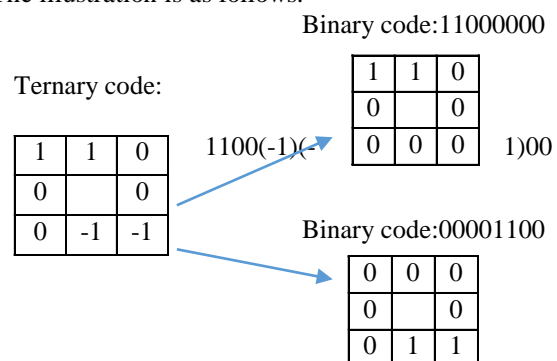 The illustration is as follows.
Binary code:11000000
Ternary code:
1 1 0
0 0
0 0 0
1 1 0
0 0
0 -1 -1
1100(-1)(-
1)00
Binary code:00001100
0 0 0
0 0
0 1 1